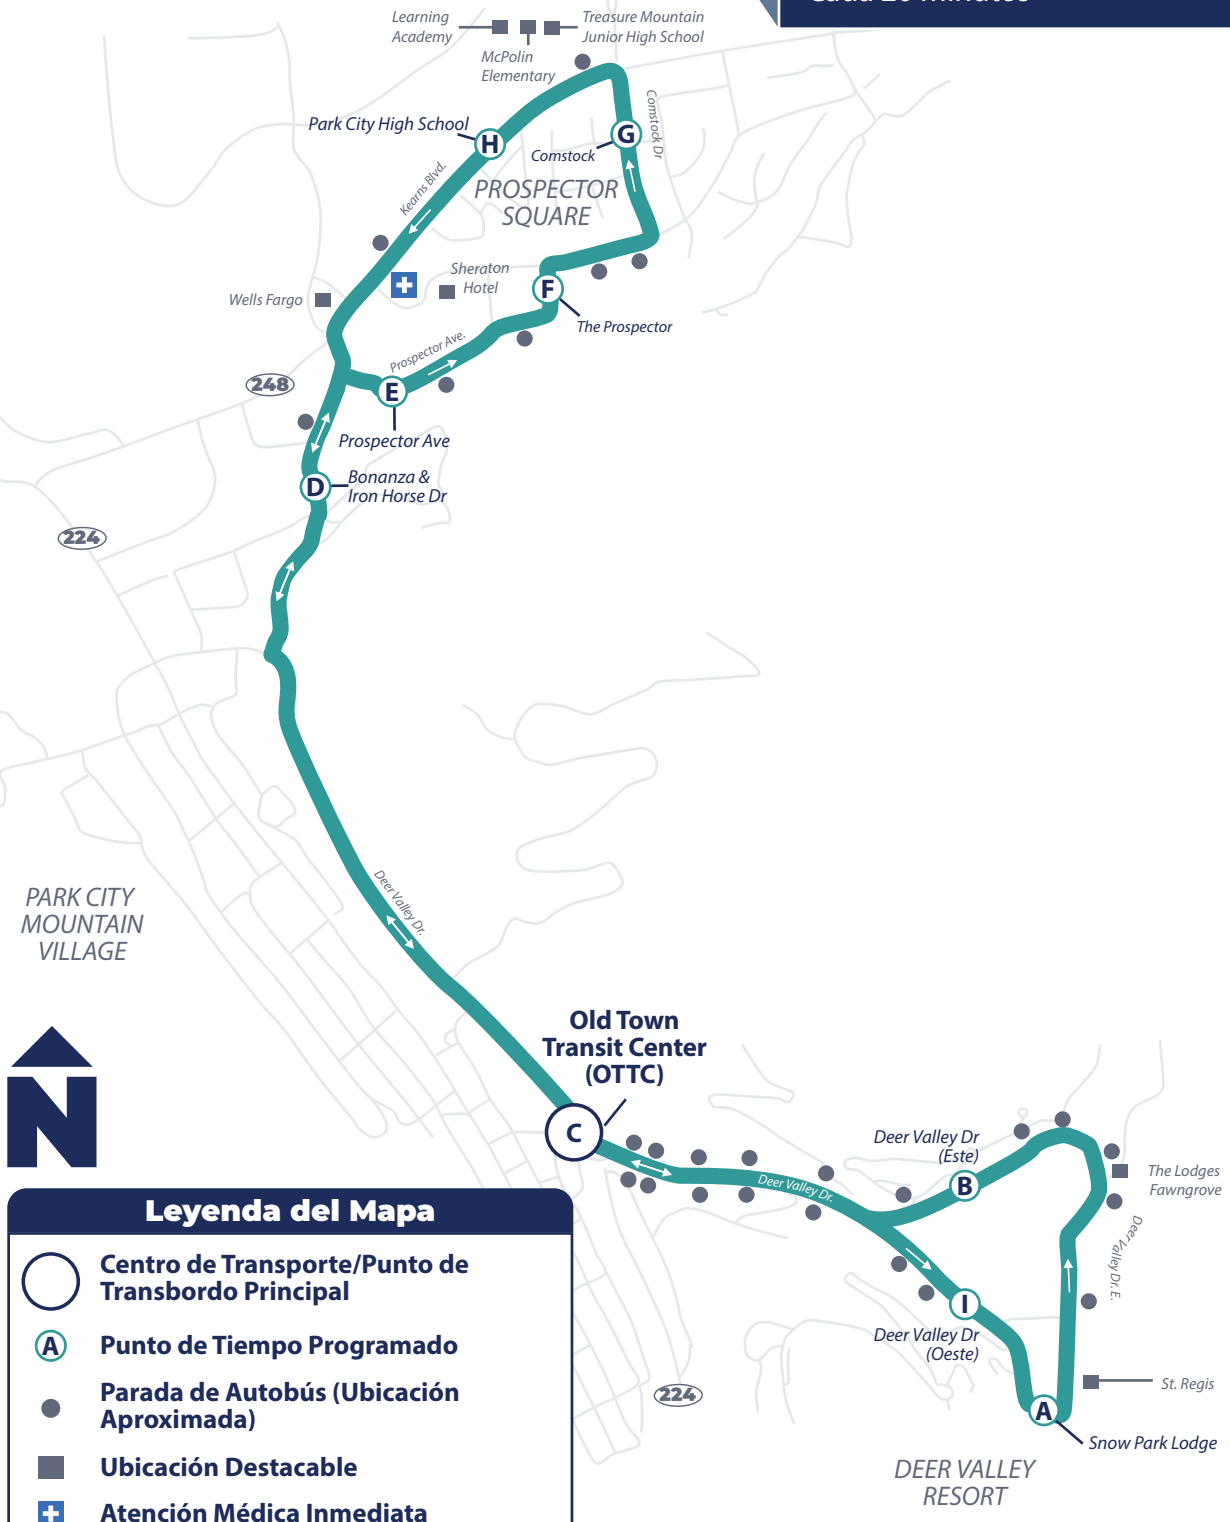 Learning
Academy
Treasure Mountain
Junior High School
McPolin
Elementary
Comstock Dr
Park City High School
H
G
Comstock
Kearns Blvd.
PROSPECTOR
SQUARE
Sheraton
Hotel
Wells Fargo
F
The Prospector
Prospector Ave.
248
E
Prospector Ave
D
Bonanza &
Iron Horse Dr
224
Deer Valley Dr.
PARK CITY
MOUNTAIN
VILLAGE
N
Old Town
Transit Center
(OTTC)
C
Deer Valley Dr
(Este)
B
The Lodges
Fawngrove
Deer Valley Dr.
Deer Valley Dr. E.
I
Deer Valley Dr
(Oeste)
224
St. Regis
A
Snow Park Lodge
DEER VALLEY
RESORT
Leyenda del Mapa
Centro de Transporte/Punto de
Transbordo Principal
A
Punto de Tiempo Programado
Parada de Autobús (Ubicación
Aproximada)
Ubicación Destacable
Atención Médica Inmediata